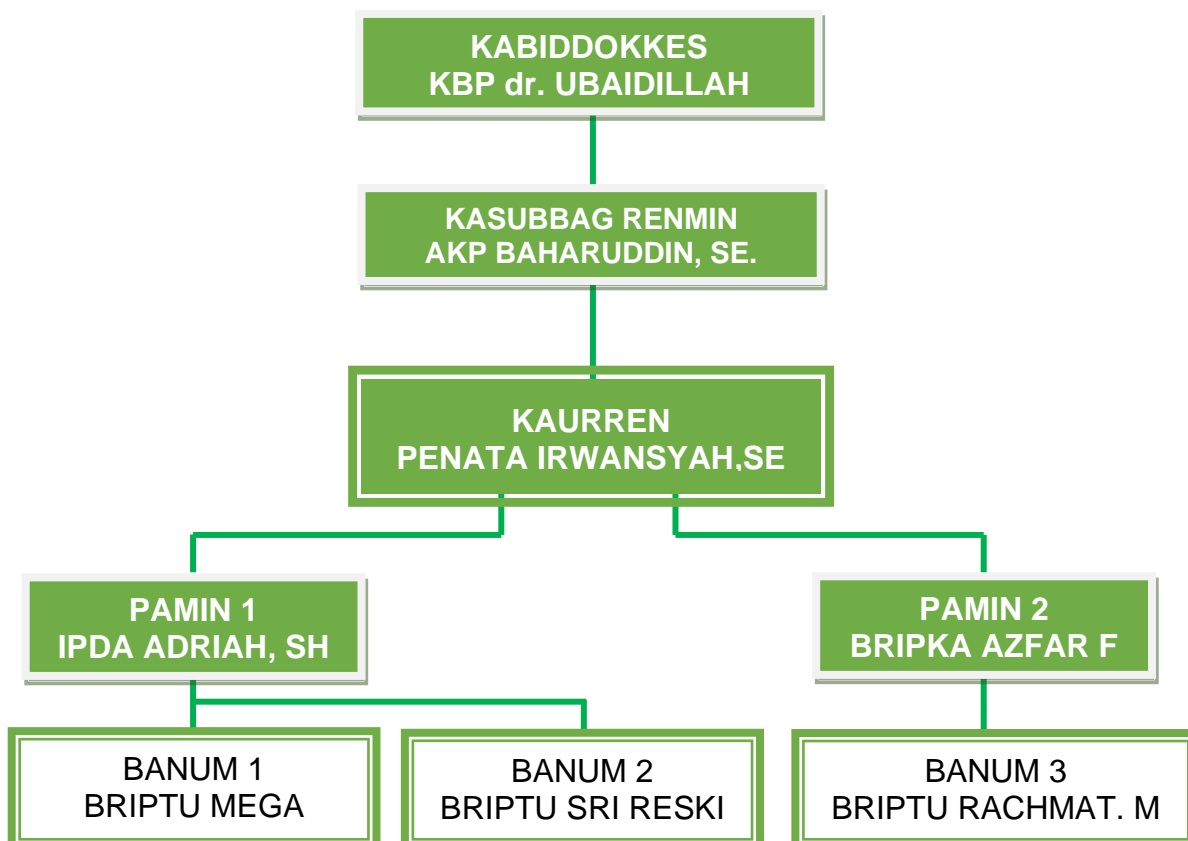 KABIDDOKKES
KBP dr. UBAIDILLAH
KASUBBAG RENMIN
AKP BAHARUDDIN, SE.
KAURREN
PENATA IRWANSYAH,SE
PAMIN 1
IPDA ADRIAH, SH
PAMIN 2
BRIPKA AZFAR F
BANUM 1
BRIPTU MEGA
BANUM 2
BRIPTU SRI RESKI
BANUM 3
BRIPTU RACHMAT. M